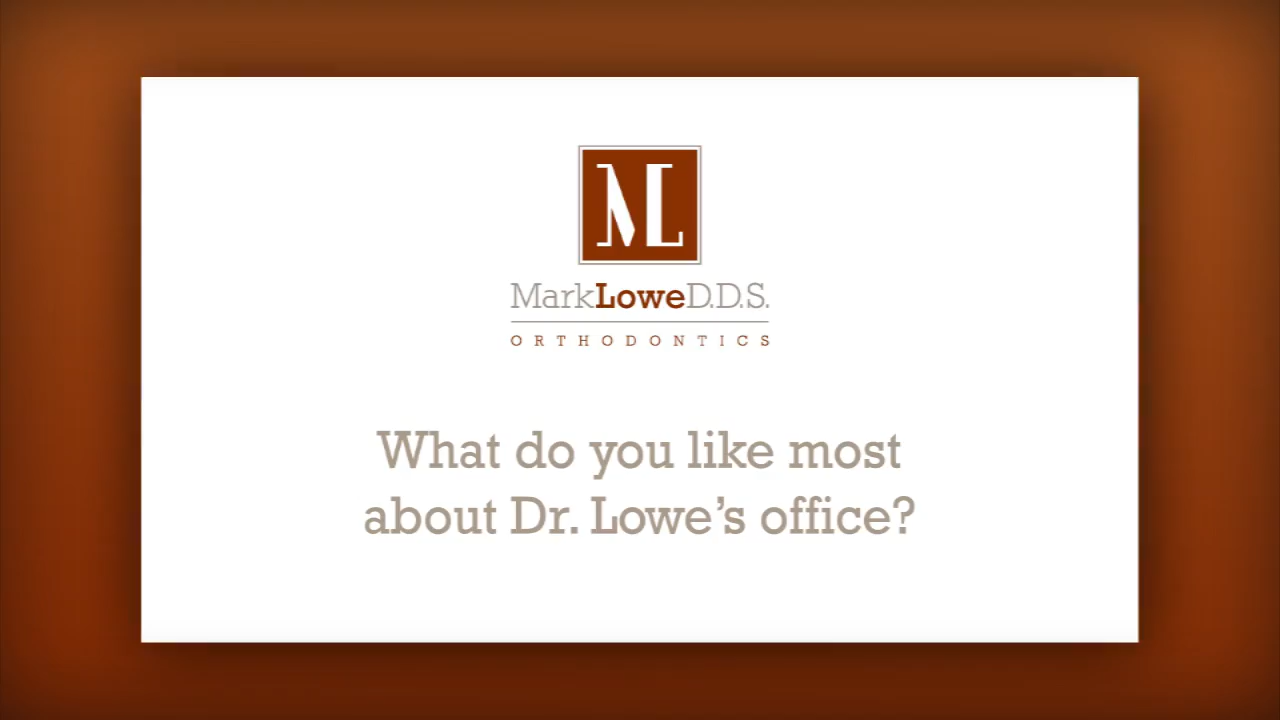 ML
MarkLoweD.D.S.
ORTHODONTICS
What do you like most
about Dr. Lowe’s office?